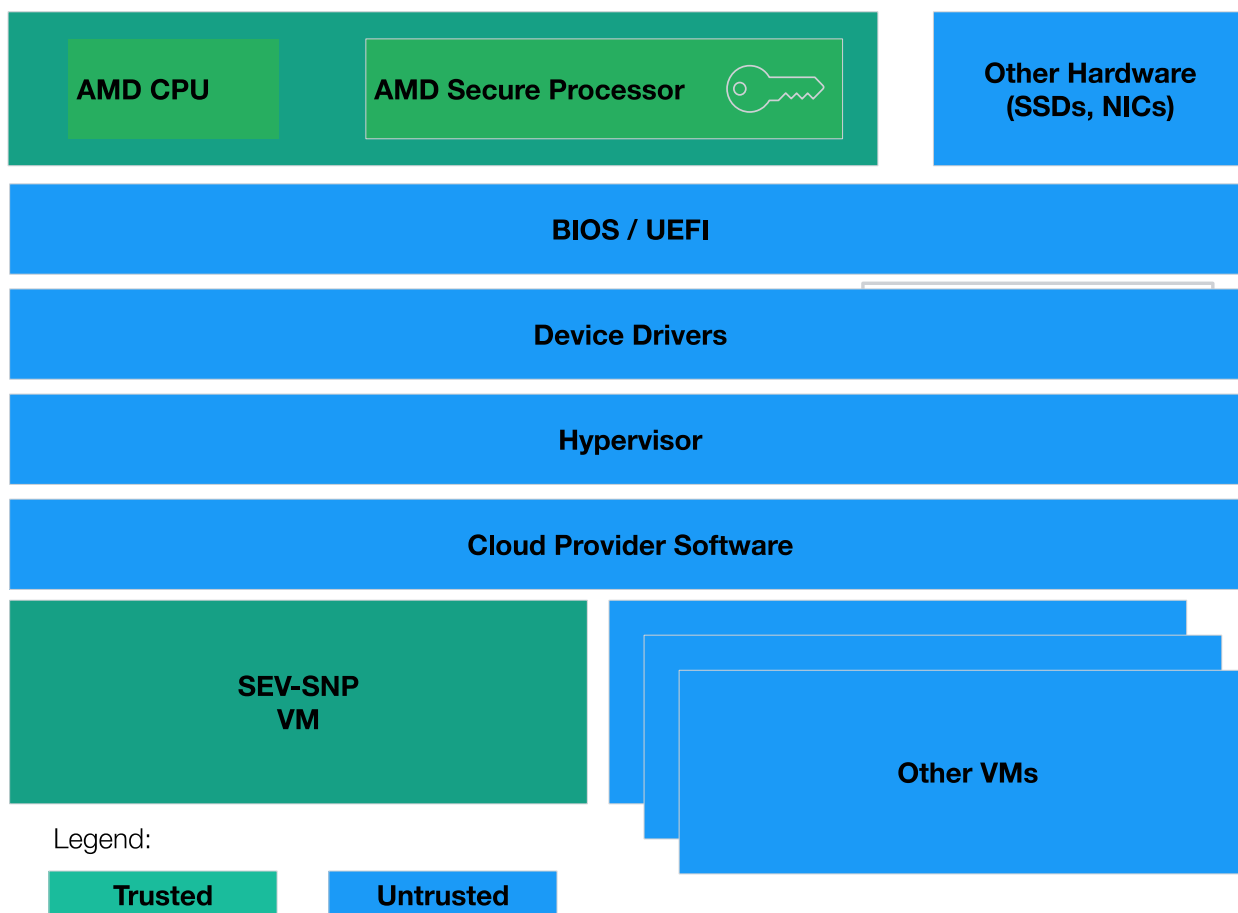 AMD CPU
AMD Secure Processor
Other Hardware
(SSDs, NICs)
BIOS / UEFI
Device Drivers
Hypervisor
Cloud Provider Software
SEV-SNP
VM
Other VMs
Legend:
Trusted
Untrusted